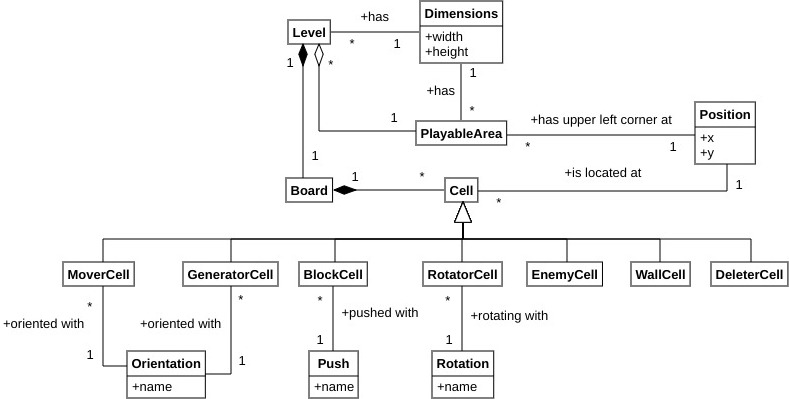 +has
Dimensions
Level
+width
+height
*
1
1
*
1
+has
*
1
PlayableArea
+has upper left corner at
Position
+x
+y
*
1
1
+is located at
1
*
Board
Cell
*
1
MoverCell
GeneratorCell
BlockCell
RotatorCell
EnemyCell
WallCell
DeleterCell
*
*
*
*
+oriented with
+oriented with
+pushed with
+rotating with
1
1
1
1
Orientation
+name
Push
+name
Rotation
+name